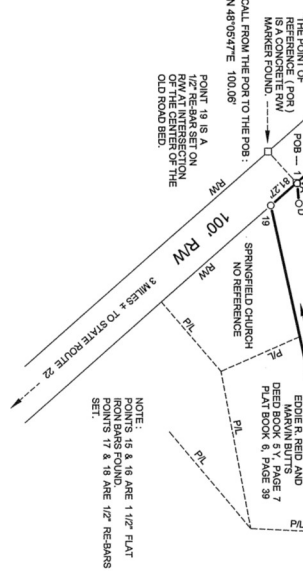 THE POINT OF
REFERENCE (POR)
IS A CONCRETE R/W
MARKER FOUND.
POB — 1
CALL FROM THE POR TO THE POB :
N 48°05'47"E 100.06'
81.27'
19
R/W
R/W
100' R/W
R/W
3 MILES ± TO STATE ROUTE 22
POINT 19 IS A
1/2" RE-BAR SET ON
R/W AT INTERSECTION
OF THE CENTER OF THE
OLD ROAD BED.
SPRINGFIELD CHURCH
NO REFERENCE
P/L
P/L
P/L
P/L
P/L
EDDIE R. REID AND
MARVIN BUTTS
DEED BOOK 5 Y, PAGE 7
PLAT BOOK 6, PAGE 39
NOTE :
POINTS 15 & 16 ARE 1 1/2" FLAT
IRON BARS FOUND.
POINTS 17 & 18 ARE 1/2" RE-BARS
SET.